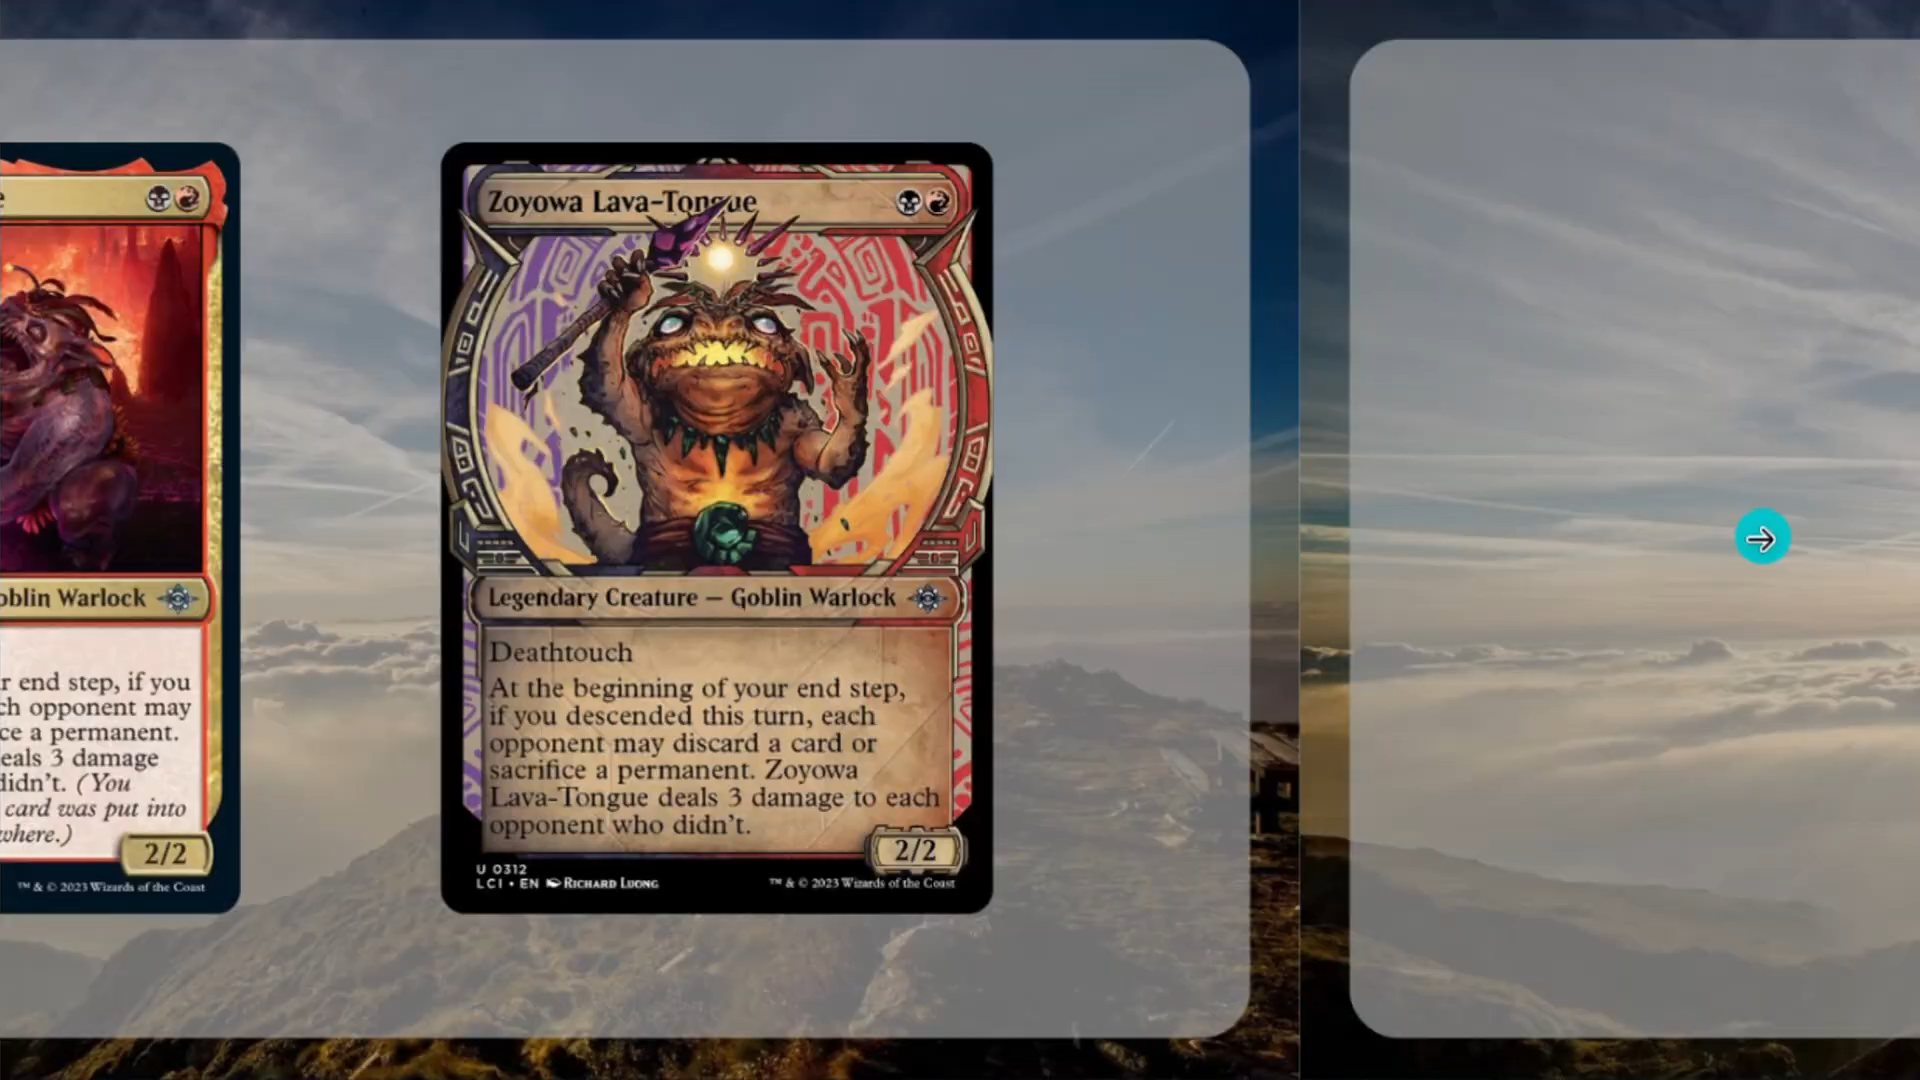 oblin Warlock
r end step, if you
ch opponent may
ce a permanent.
eals 3 damage
didn't. (You
card was put into
where.)
2/2
™ & © 2023 Wizards of the Coast
Zoyowa Lava-Tongue
Legendary Creature — Goblin Warlock
Deathtouch
At the beginning of your end step,
if you descended this turn, each
opponent may discard a card or
sacrifice a permanent. Zoyowa
Lava-Tongue deals 3 damage to each
opponent who didn't.
2/2
U 0312
LCI • EN RICHARD LUONG
™ & © 2023 Wizards of the Coast